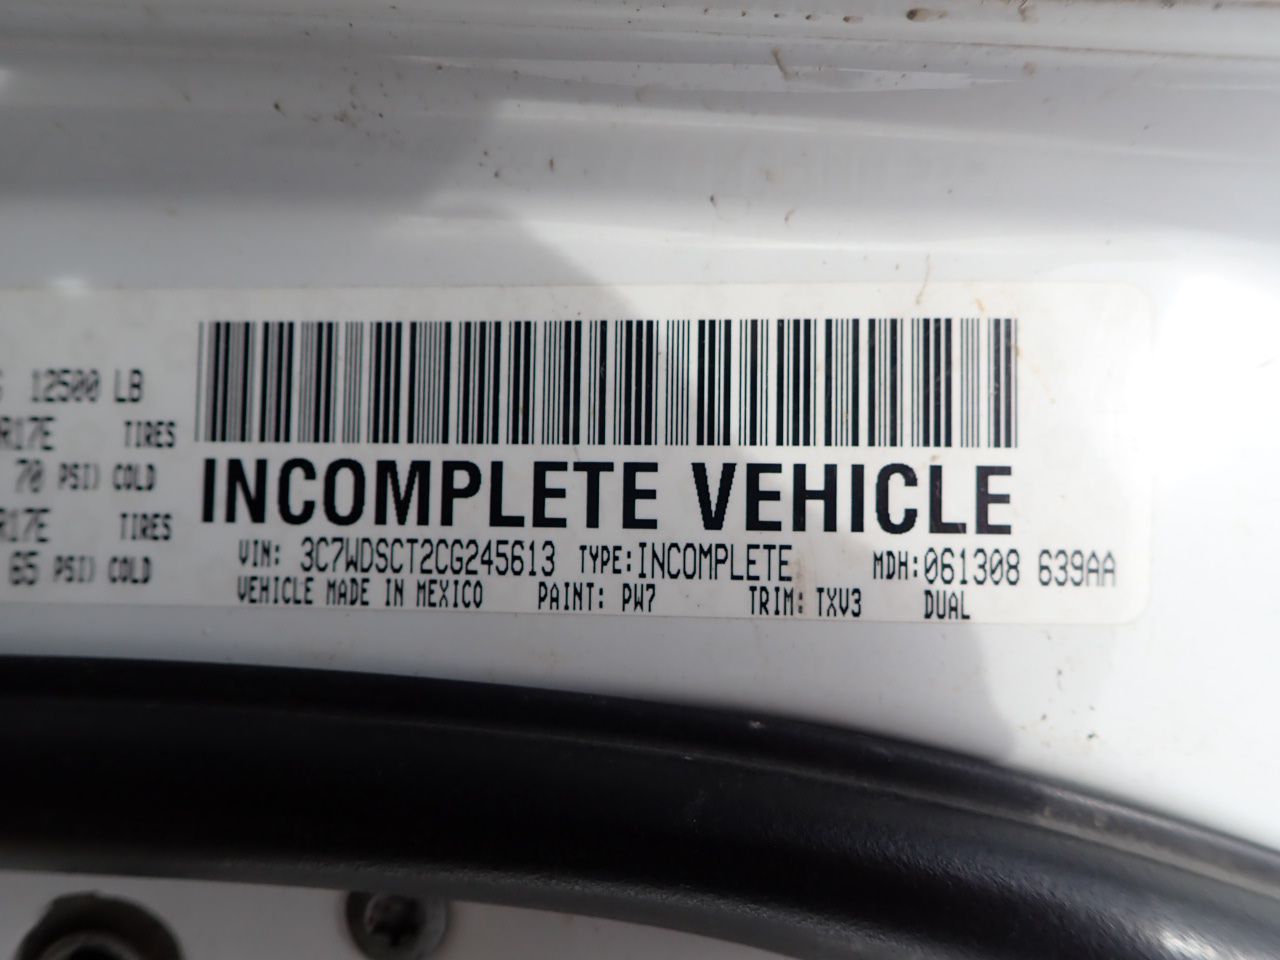 12500 LB
R17E TIRES
70 PSI) COLD
R17E TIRES
65 PSI) COLD
INCOMPLETE VEHICLE
VIN: 3C7WDSCT2CG245613 TYPE: INCOMPLETE MDH: 061308 639AA
VEHICLE MADE IN MEXICO PAINT: PW7 TRIM: TXV3 DUAL